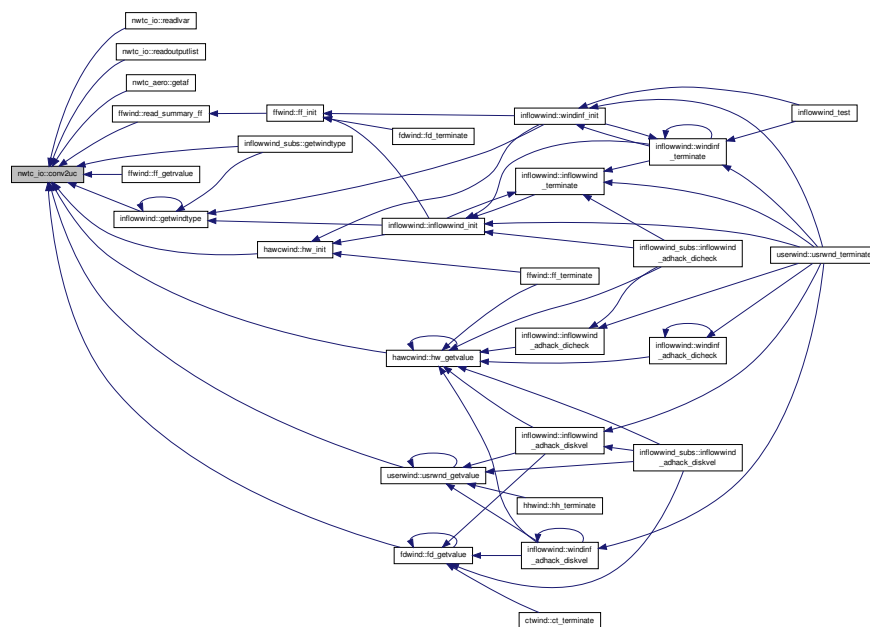 nwtc_io::readlvar
nwtc_io::readoutputlist
nwtc_aero::getaf
ffwind::read_summary_ff
ffwind::ff_init
inflowwind::windinf_init
inflowwind_test
fdwind::fd_terminate
inflowwind_subs::getwindtype
inflowwind::windinf
_terminate
nwtc_io::conv2uc
ffwind::ff_getrvalue
inflowwind::inflowwind
_terminate
inflowwind::getwindtype
inflowwind::inflowwind_init
hawcwind::hw_init
inflowwind_subs::inflowwind
_adhack_dicheck
userwind::usrwnd_terminate
ffwind::ff_terminate
inflowwind::inflowwind
_adhack_dicheck
inflowwind::windinf
_adhack_dicheck
hawcwind::hw_getvalue
inflowwind::inflowwind
_adhack_diskvel
inflowwind_subs::inflowwind
_adhack_diskvel
userwind::usrwnd_getvalue
hhwind::hh_terminate
fdwind::fd_getvalue
inflowwind::windinf
_adhack_diskvel
ctwind::ct_terminate